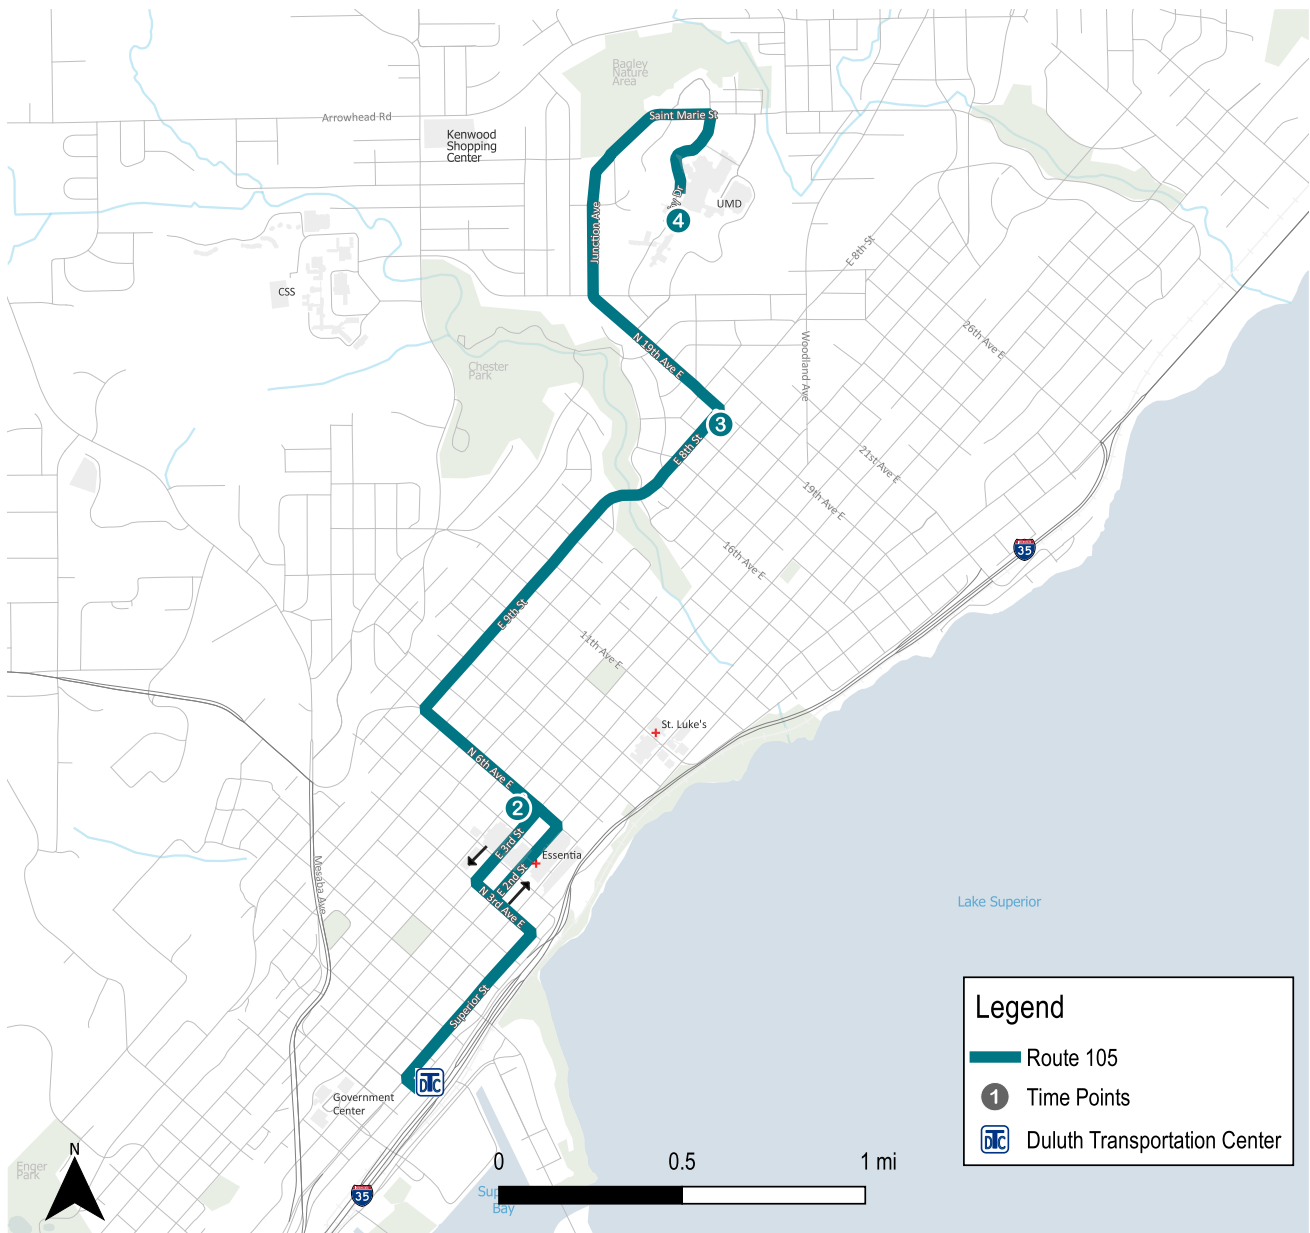 Bagley
Nature
Area
Arrowhead Rd
Saint Marie St
Kenwood
Shopping
Center
UMD
4
Junction Ave
E 8th St
CSS
26th Ave E
N 19th Ave E
Woodland Ave
Chester
Park
3
E 8th St
21st Ave E
19th Ave E
35
16th Ave E
E 9th St
11th Ave E
St. Luke's
N 6th Ave E
2
E 3rd St
Essentia
E 2nd St
Mesaba Ave
N 3rd Ave E
Lake Superior
Superior St
DTC
Government
Center
Legend
Route 105
1 Time Points
DTC Duluth Transportation Center
N
Enger
Park
35
0 0.5 1 mi
Bay